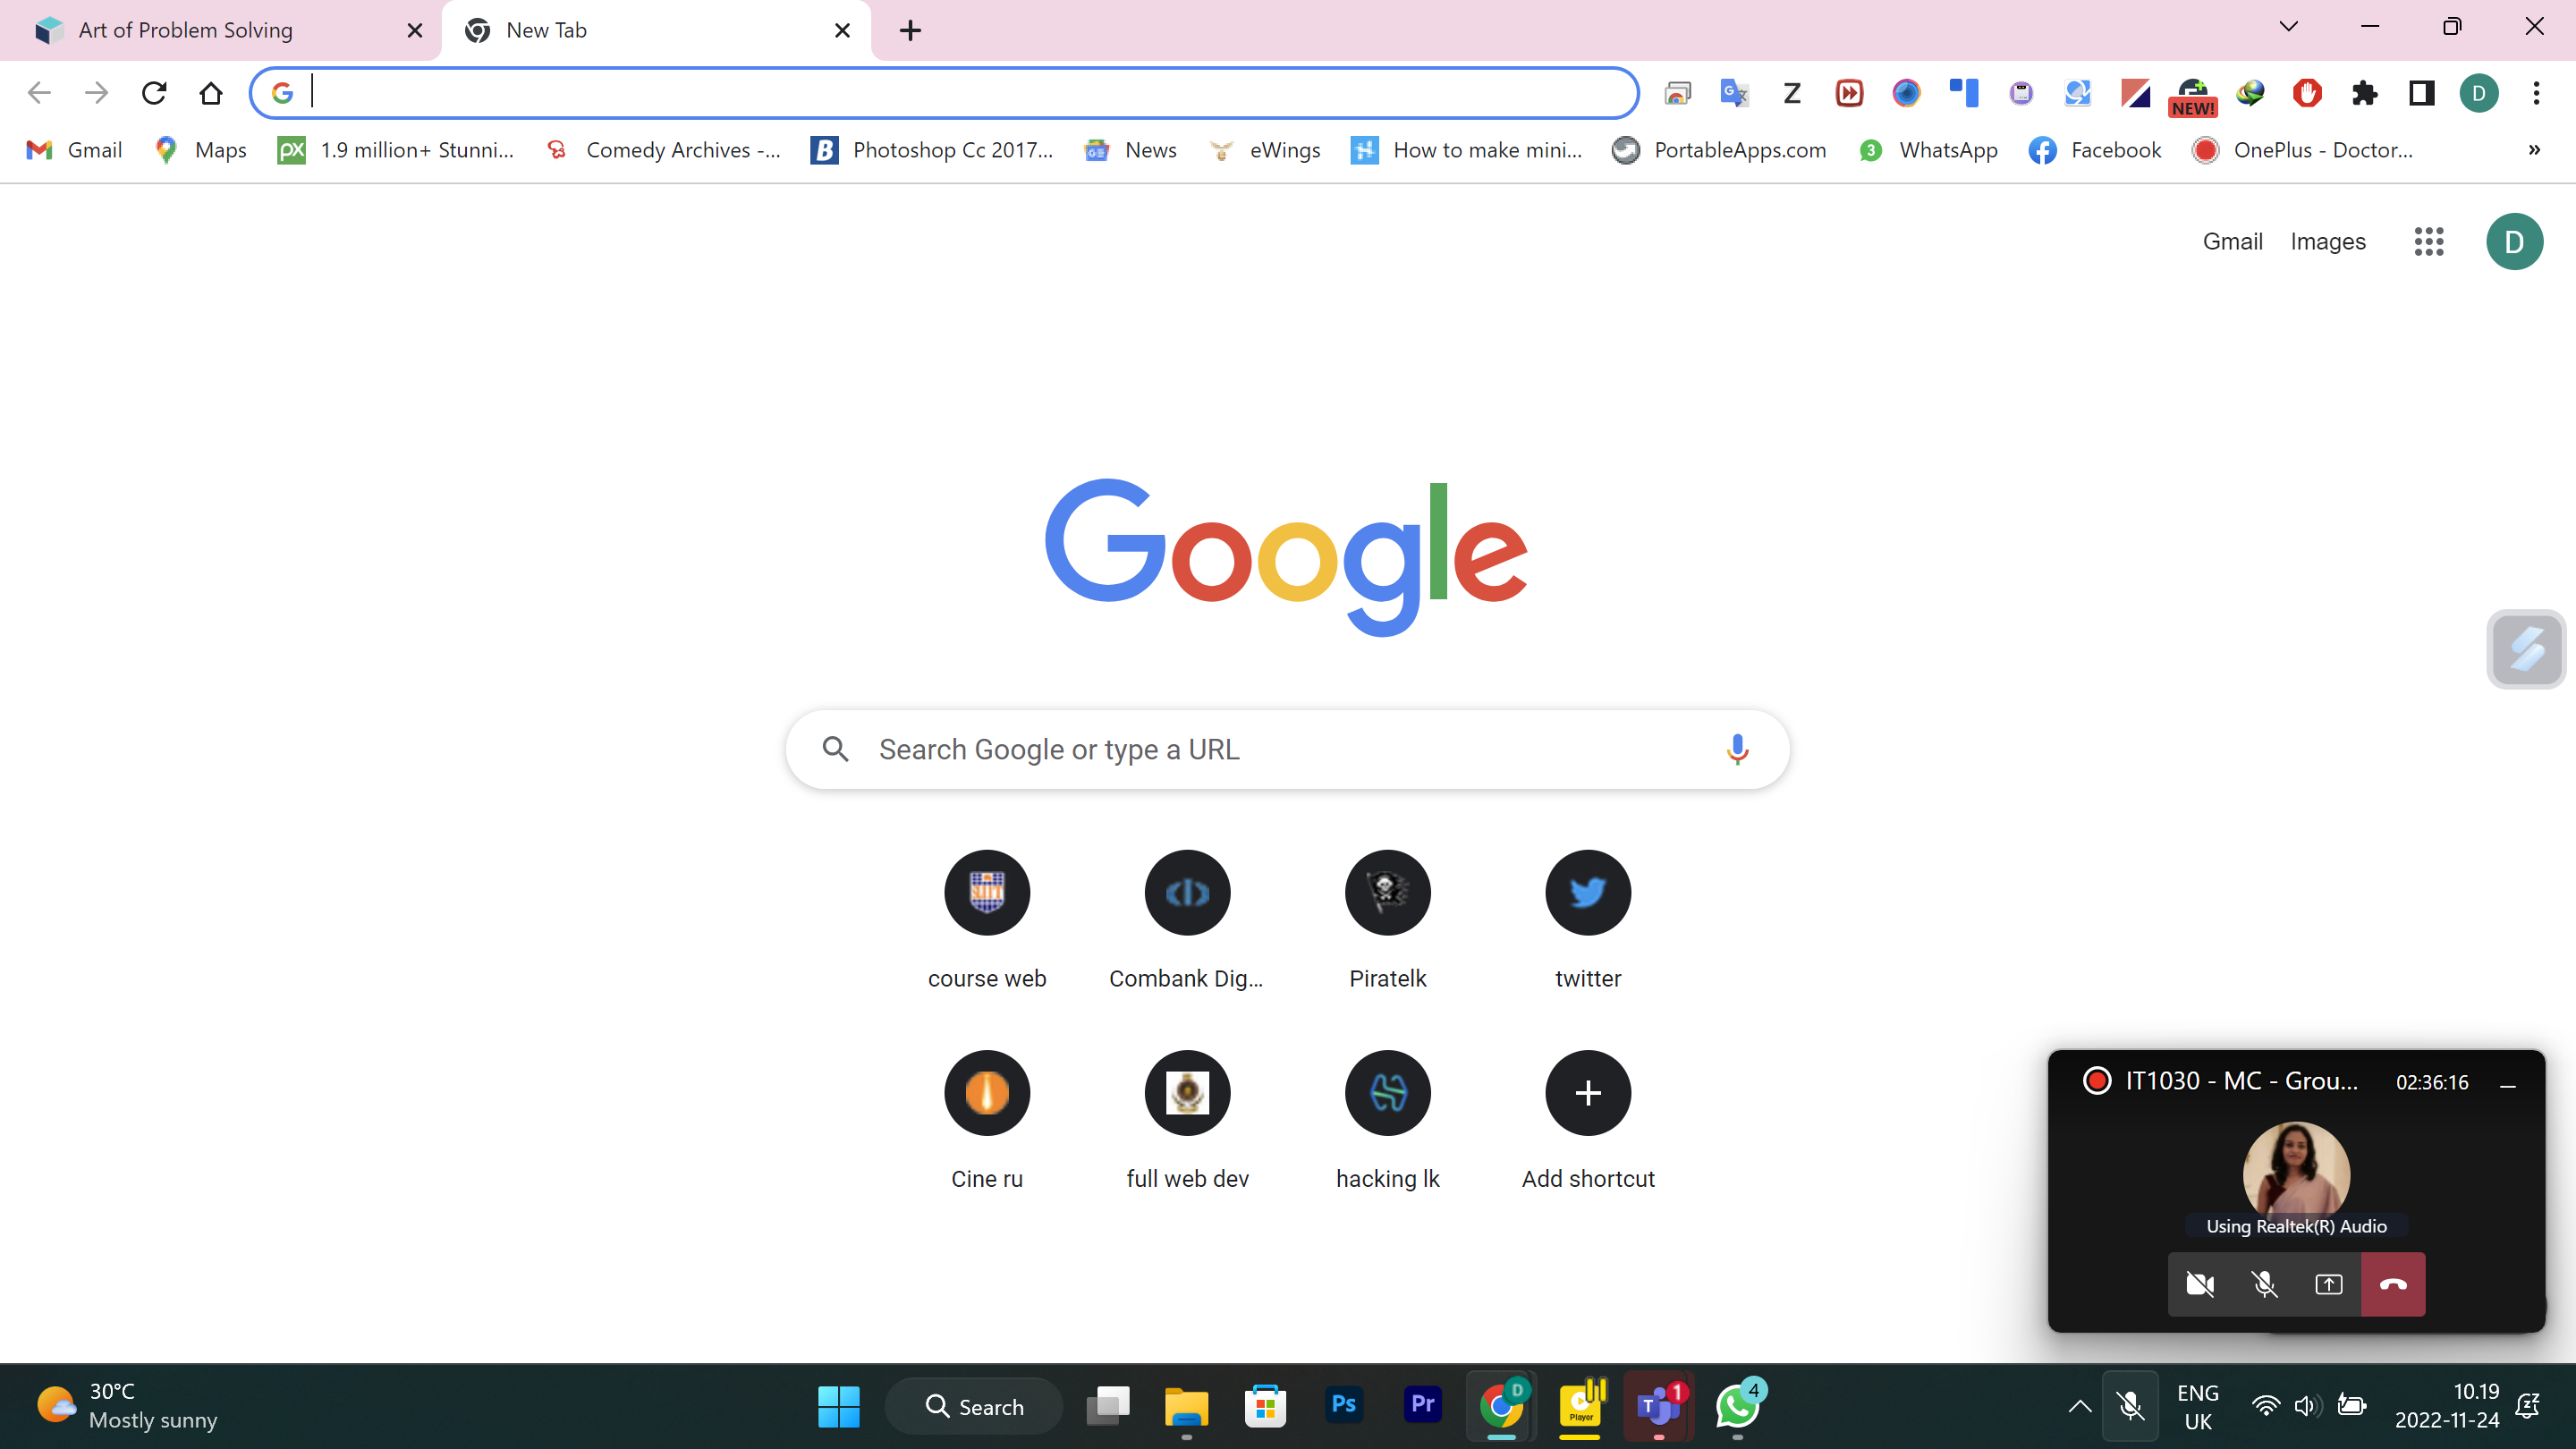 Art of Problem Solving
New Tab
NEW!
D
Gmail
Maps
px
1.9 million+ Stunni...
Comedy Archives -...
B
Photoshop Cc 2017...
News
eWings
How to make mini...
PortableApps.com
3
WhatsApp
Facebook
OnePlus - Doctor...
»
Gmail
Images
D
Google
Search Google or type a URL
course web
Combank Dig...
Piratelk
twitter
Cine ru
full web dev
hacking lk
Add shortcut
IT1030 - MC - Grou...
02:36:16
Using Realtek(R) Audio
30°C
Mostly sunny
Search
Ps
Pr
D
Player
T
1
4
ENG
UK
10.19
2022-11-24